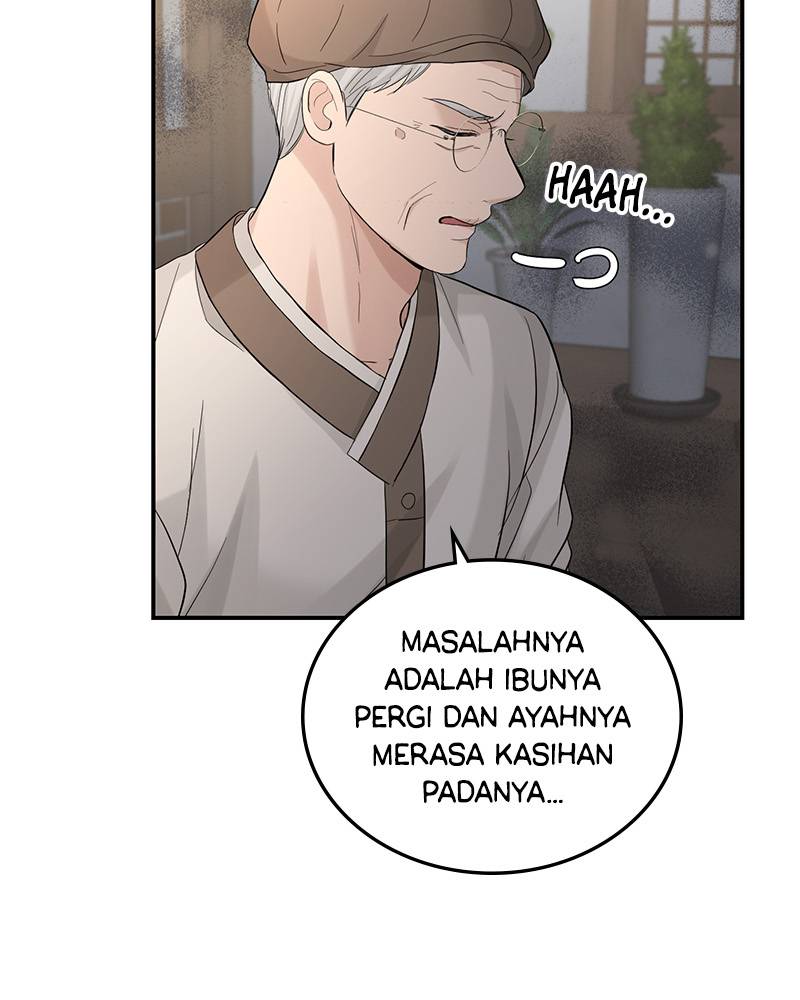 HAAH...
MASALAHNYA
ADALAH IBUNYA
PERGI DAN AYAHNYA
MERASA KASIHAN
PADANYA...